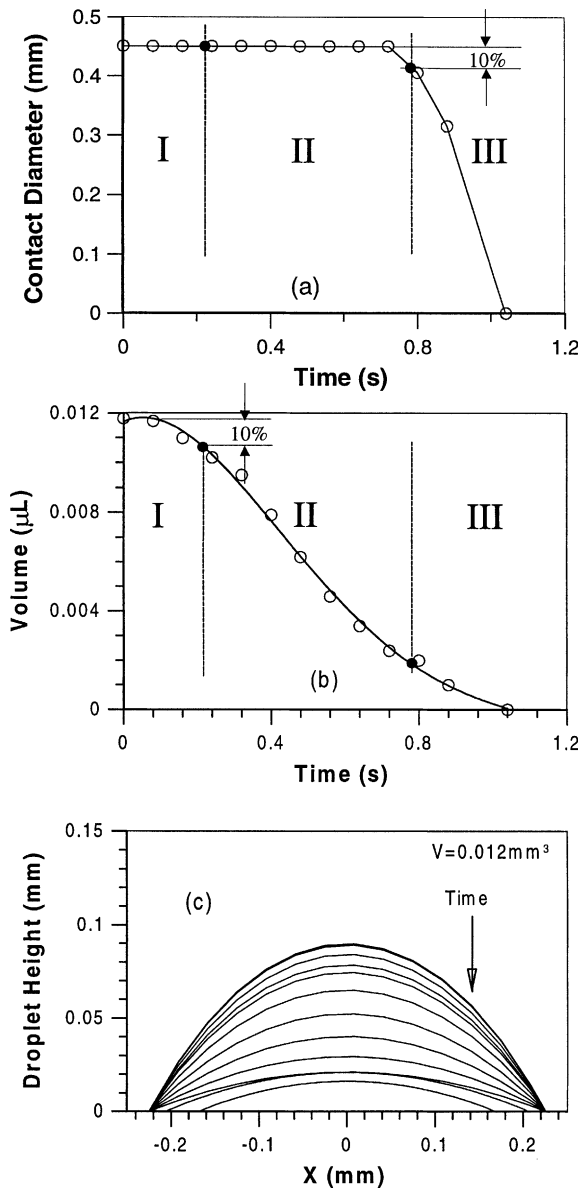 0.5
0.4
0.3
0.2
0.1
0
Contact Diameter (mm)
10%
I
II
III
(a)
0
0.4
0.8
1.2
Time (s)
0.012
0.008
0.004
0
Volume (µL)
10%
I
II
III
(b)
0
0.4
0.8
1.2
Time (s)
0.15
0.1
0.05
0
Droplet Height (mm)
V=0.012mm³
(c)
Time
-0.2
-0.1
0
0.1
0.2
X (mm)